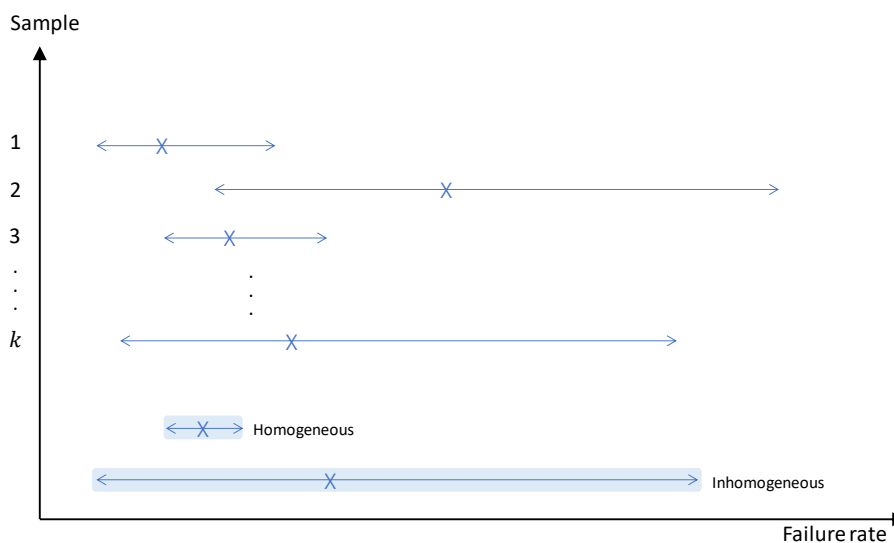 Sample
1
2
3
.
.
.
.
.
.
k
Homogeneous
Inhomogeneous
Failure rate